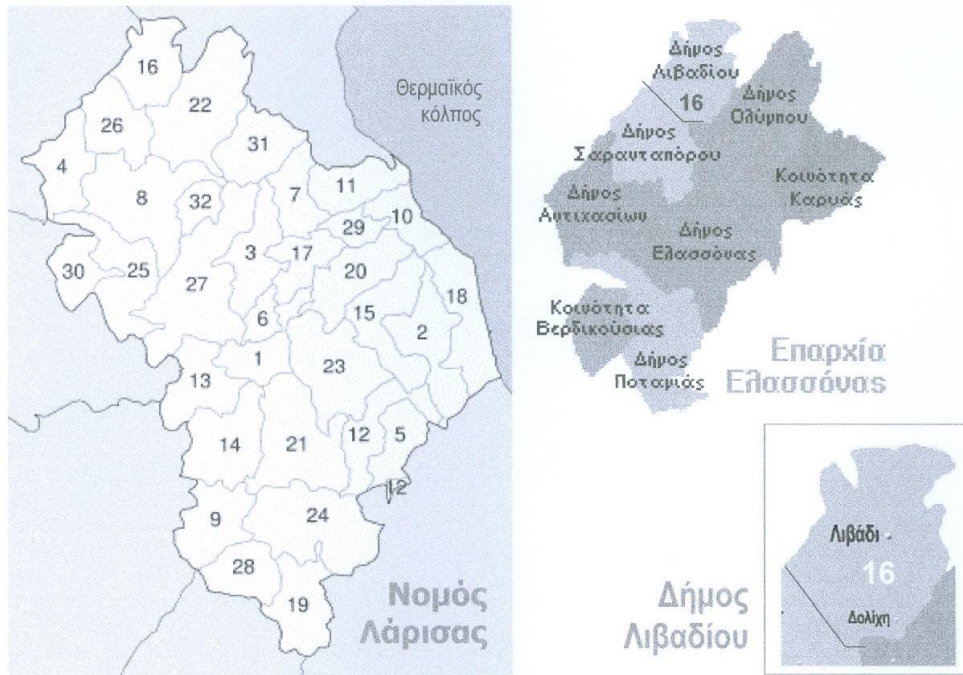 16
22
26
31
4
8
32
7
11
10
29
3
17
20
30
25
27
18
6
15
2
1
23
13
14
21
12
5
12
9
24
28
19
Θερμαϊκός
κόλπος
Νομός
Λάρισας
Δήμος
Λιβαδίου
16
Δήμος
Ολύμπου
Δήμος
Σαρανταπόρου
Κοινότητα
Καρυάς
Δήμος
Αντιχασίων
Δήμος
Ελασσόνας
Κοινότητα
Βερδικούσιας
Δήμος
Ποταμιάς
Επαρχία
Ελασσόνας
Λιβάδι
16
Δολίχη
Δήμος
Λιβαδίου